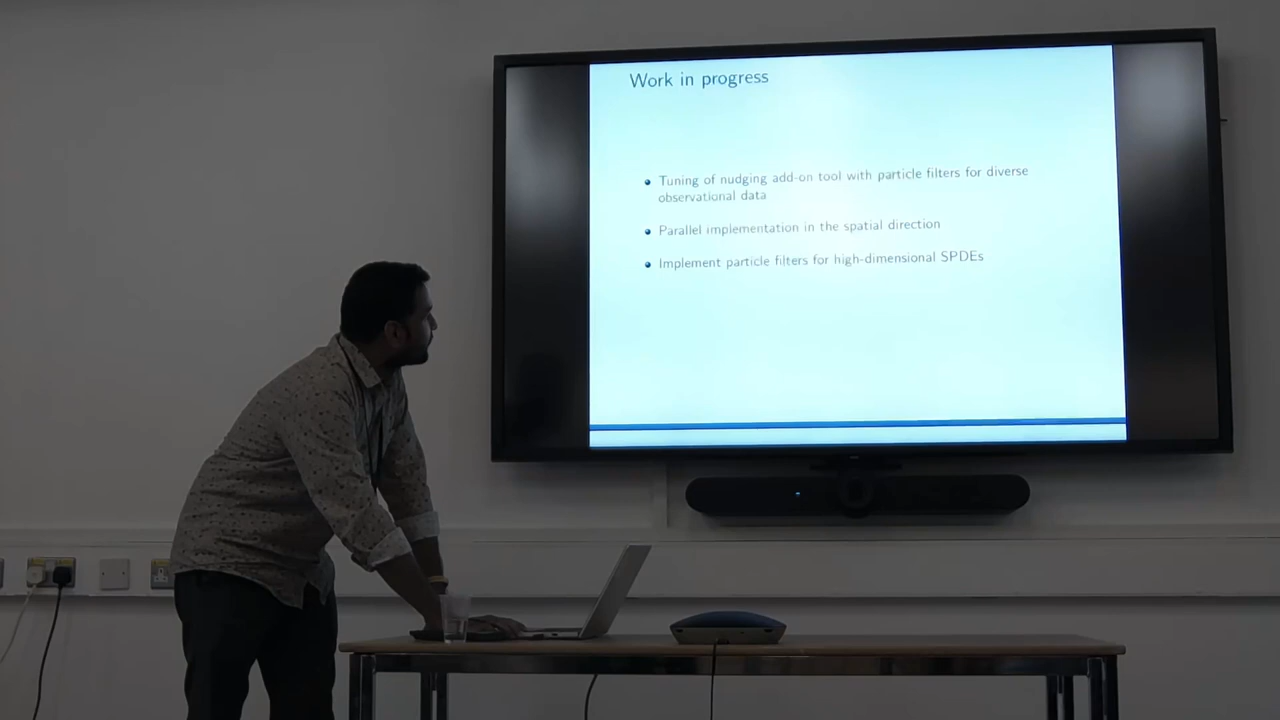 Work in progress
Tuning of nudging add-on tool with particle filters for diverse
observational data
Parallel implementation in the spatial direction
Implement particle filters for high-dimensional SPDEs